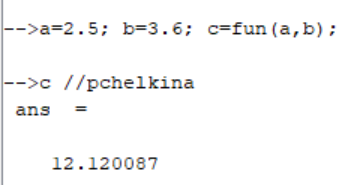 -->a=2.5; b=3.6; c=fun(a,b);
-->c //pchelkina
ans  =
12.120087